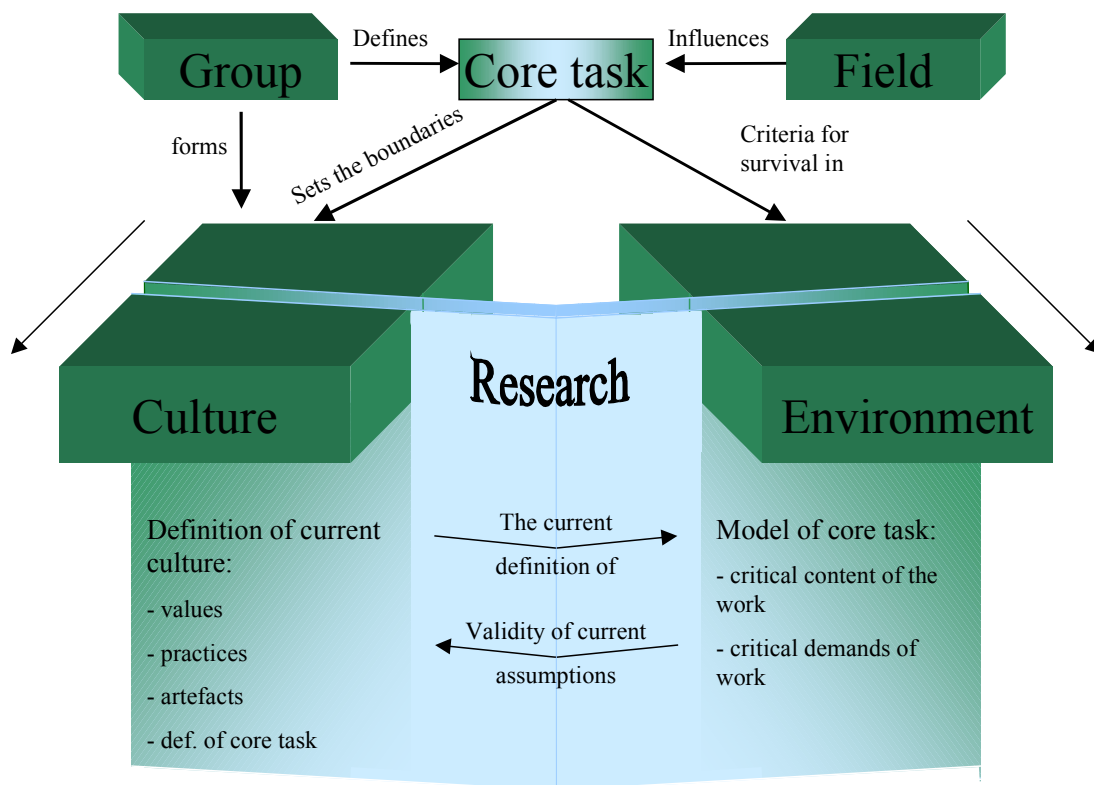 Defines
Influences
Group
Core task
Field
forms
Sets the boundaries
Criteria for
survival in
Research
Culture
Environment
Definition of current
culture:
- values
- practices
- artefacts
- def. of core task
The current
definition of
Validity of current
assumptions
Model of core task:
- critical content of the
work
- critical demands of
work